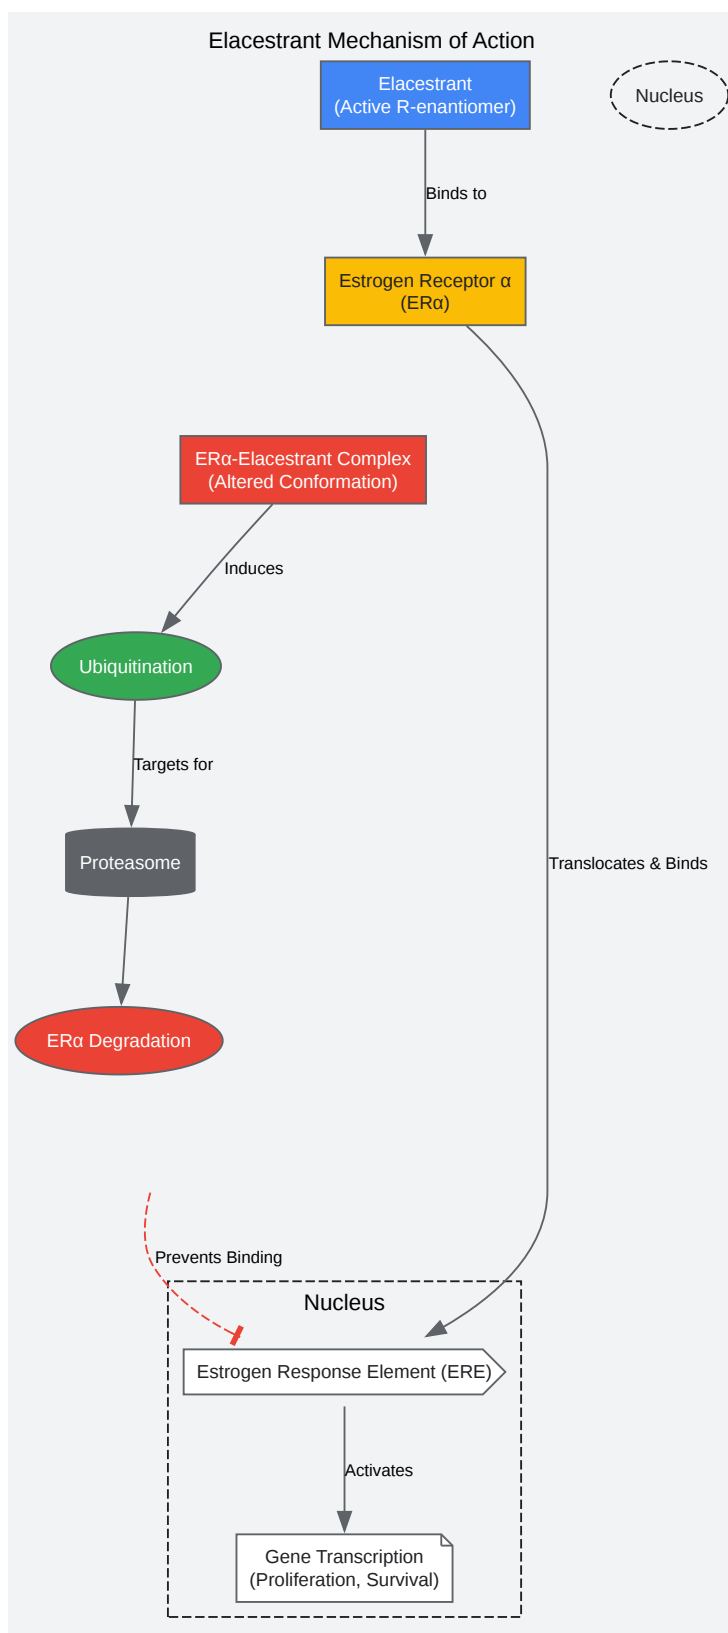 Elacestrant Mechanism of Action
Elacestrant
(Active R-enantiomer)
Nucleus
Binds to
Estrogen Receptor α
(ERα)
ERα-Elacestrant Complex
(Altered Conformation)
Induces
Ubiquitination
Targets for
Proteasome
Translocates & Binds
ERα Degradation
Prevents Binding
Nucleus
Estrogen Response Element (ERE)
Activates
Gene Transcription
(Proliferation, Survival)